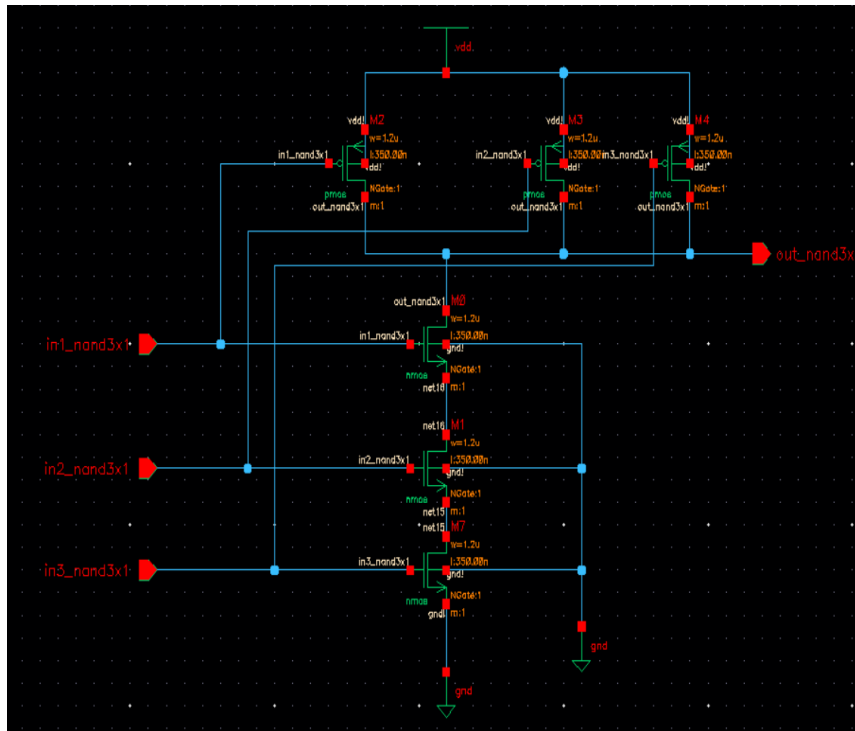 vdd!
vdd! M2
w=1.2u
in1_nand3x1 l:350.00n
vdd!
pmos NGate:1
out_nand3x1 m:1
vdd! M3
w=1.2u
in2_nand3x1 l:350.00n
vdd!
pmos NGate:1
out_nand3x1 m:1
vdd! M4
w=1.2u
in3_nand3x1 l:350.00n
vdd!
pmos NGate:1
out_nand3x1 m:1
out_nand3x
out_nand3x1 M0
w=1.2u
in1_nand3x1
in1_nand3x1 l:350.00n
gnd!
nmos NGate:1
net16 m:1
net16 M1
w=1.2u
in2_nand3x1
in2_nand3x1 l:350.00n
gnd!
nmos NGate:1
net15 m:1
net15 M7
w=1.2u
in3_nand3x1
in3_nand3x1 l:350.00n
gnd!
nmos NGate:1
gnd! m:1
gnd
gnd